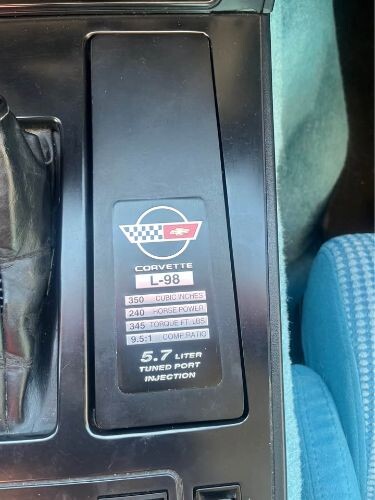 CORVETTE
L-98
350 CUBIC INCHES
240 HORSE POWER
345 TORQUE FT. LBS.
9.5:1 COMP RATIO
5.7 LITER
TUNED PORT
INJECTION